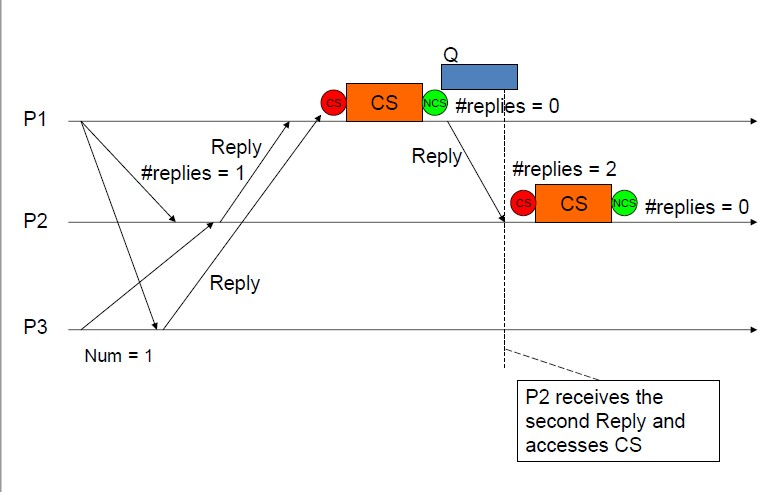 Q
CS
CS
NCS
#replies = 0
P1
Reply
#replies = 1
Reply
#replies = 2
CS
CS
NCS
#replies = 0
P2
Reply
P3
Num = 1
P2 receives the
second Reply and
accesses CS